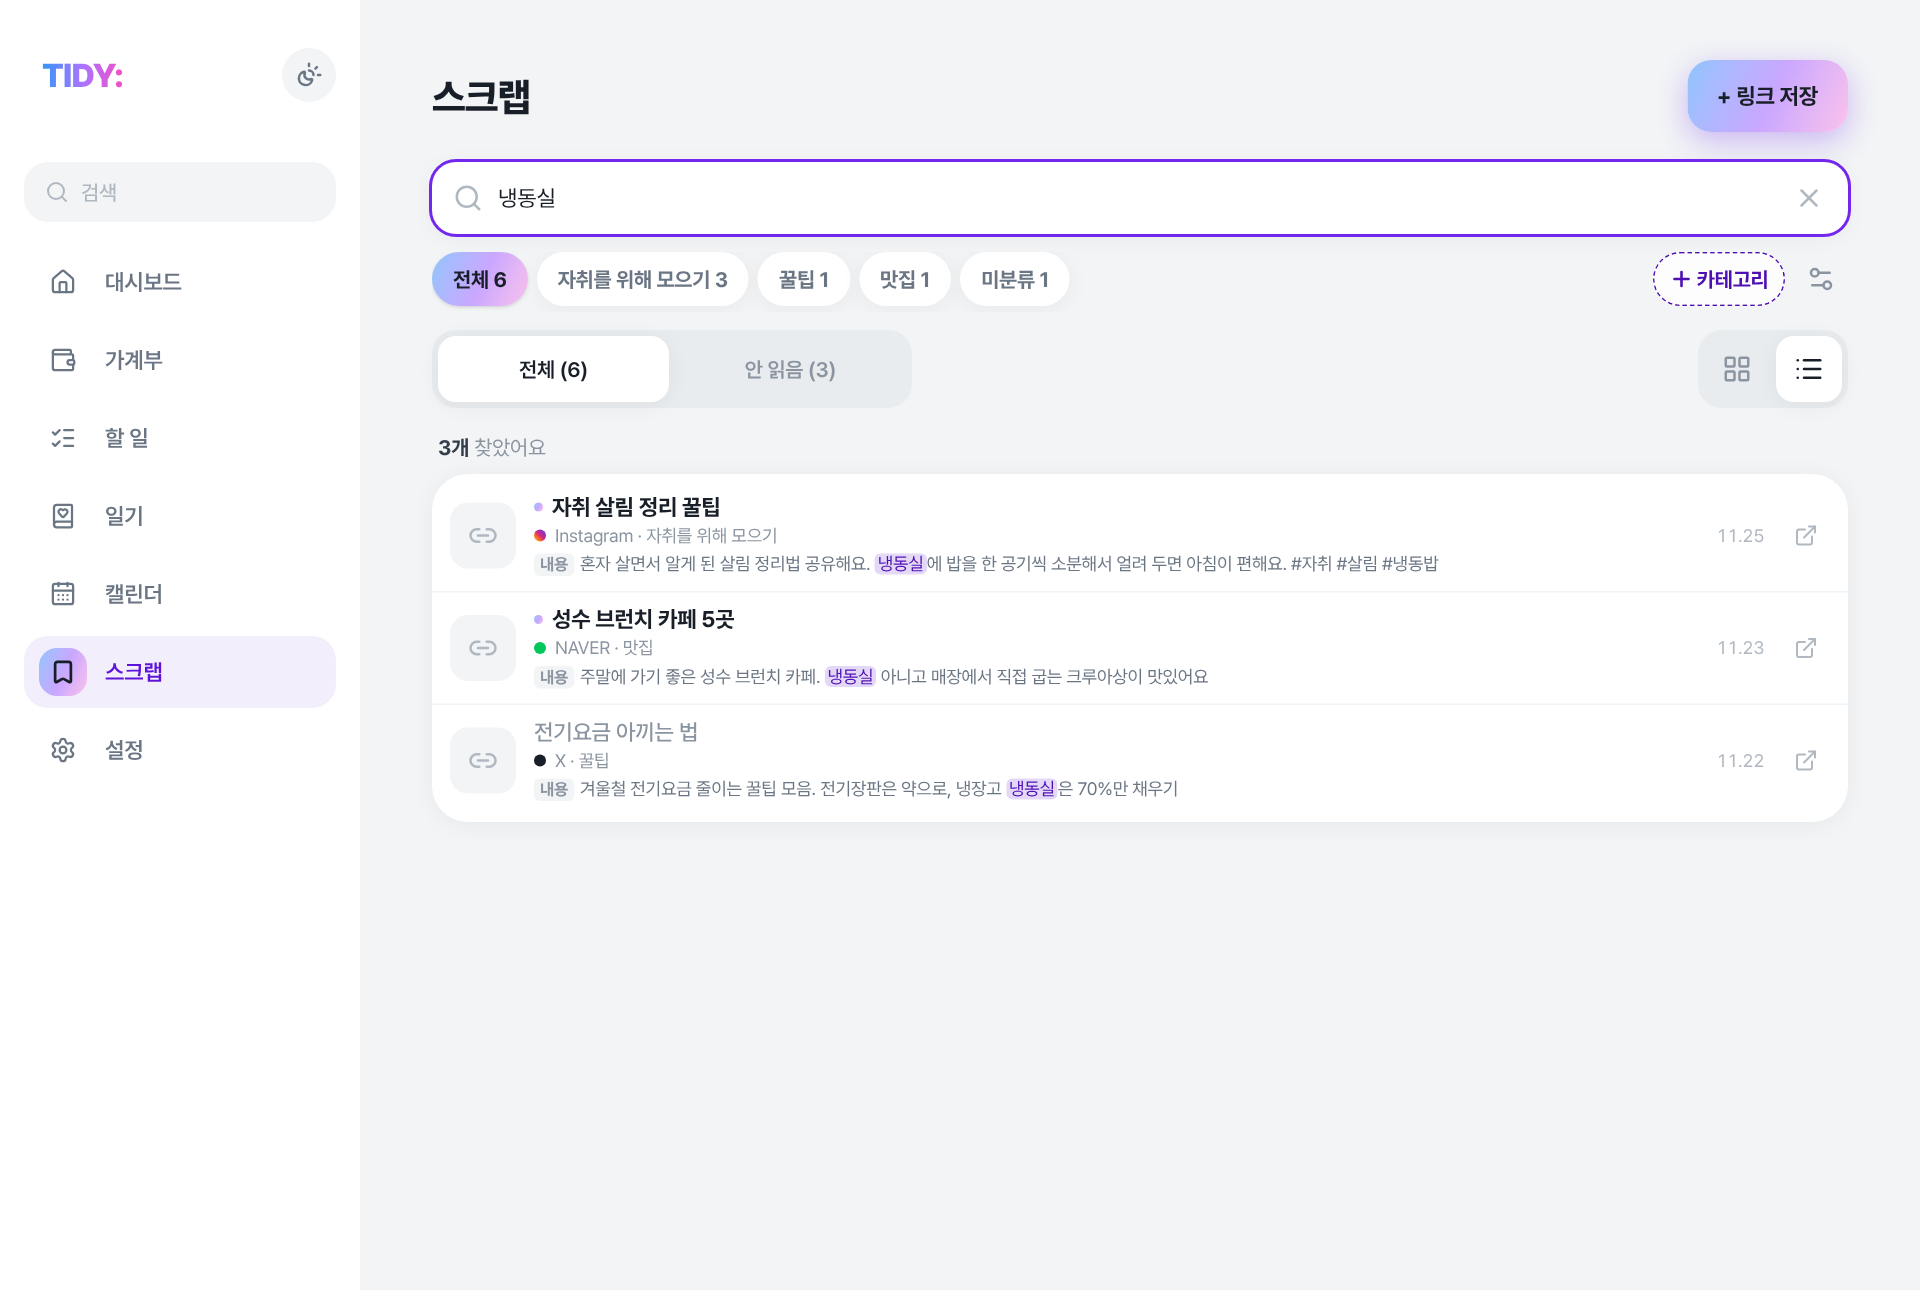 TIDY:
검색
대시보드
가계부
할 일
일기
캘린더
스크랩
설정
스크랩
+ 링크 저장
냉동실
전체 6
자취를 위해 모으기 3
꿀팁 1
맛집 1
미분류 1
+ 카테고리
전체 (6)
안 읽음 (3)
3개 찾았어요
자취 살림 정리 꿀팁
Instagram · 자취를 위해 모으기
내용 혼자 살면서 알게 된 살림 정리법 공유해요. 냉동실에 밥을 한 공기씩 소분해서 얼려 두면 아침이 편해요. #자취 #살림 #냉동밥
11.25
성수 브런치 카페 5곳
NAVER · 맛집
내용 주말에 가기 좋은 성수 브런치 카페. 냉동실 아니고 매장에서 직접 굽는 크루아상이 맛있어요
11.23
전기요금 아끼는 법
X · 꿀팁
내용 겨울철 전기요금 줄이는 꿀팁 모음. 전기장판은 약으로, 냉장고 냉동실은 70%만 채우기
11.22